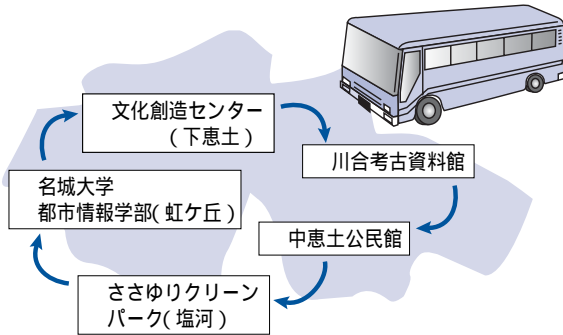 文化創造センター
(下恵土)
川合考古資料館
名城大学
都市情報学部(虹ケ丘)
中恵土公民館
ささゆりクリーン
パーク(塩河)